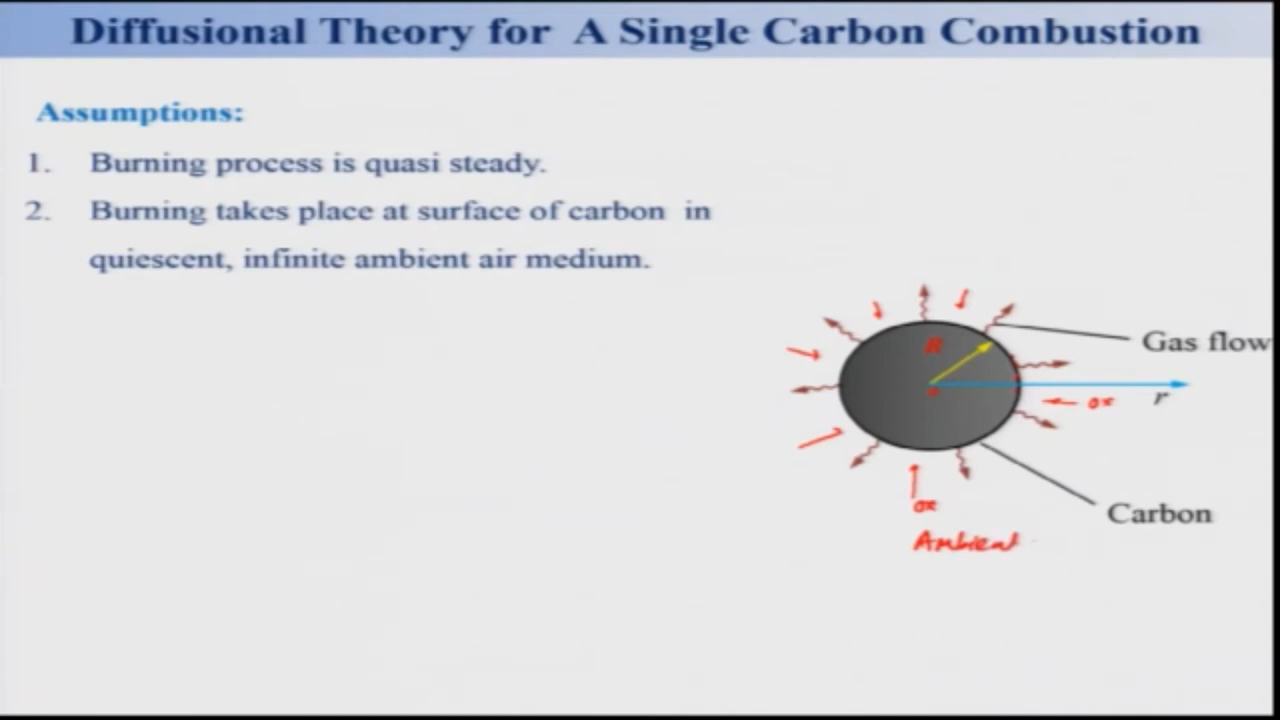 Diffusional Theory for A Single Carbon Combustion
Assumptions:
1. Burning process is quasi steady.
2. Burning takes place at surface of carbon in
quiescent, infinite ambient air medium.
R
Gas flow
ox
r
ox
Carbon
Ambient